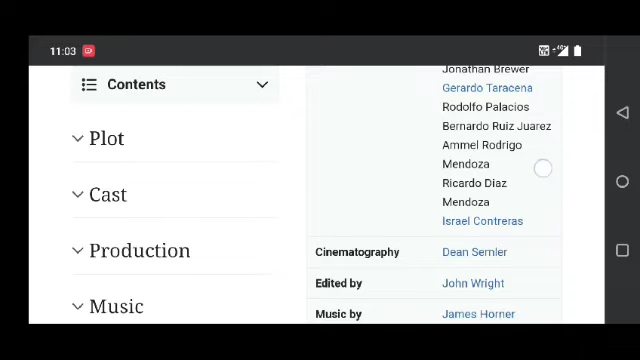 11:03
Contents
Plot
Cast
Production
Music
Jonathan Brewer
Gerardo Taracena
Rodolfo Palacios
Bernardo Ruiz Juarez
Ammel Rodrigo
Mendoza
Ricardo Diaz
Mendoza
Israel Contreras
Cinematography Dean Semler
Edited by John Wright
Music by James Horner